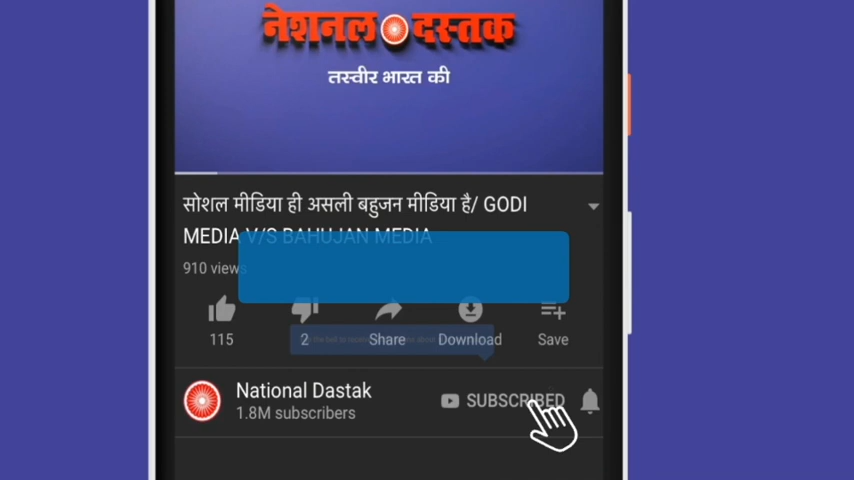 नेशनल दस्तक
तस्वीर भारत की
सोशल मीडिया ही असली बहुजन मीडिया है/ GODI
MEDIA V/S BAHUJAN MEDIA
910 views
115
2
Share
Download
Save
National Dastak
1.8M subscribers
SUBSCRIBED